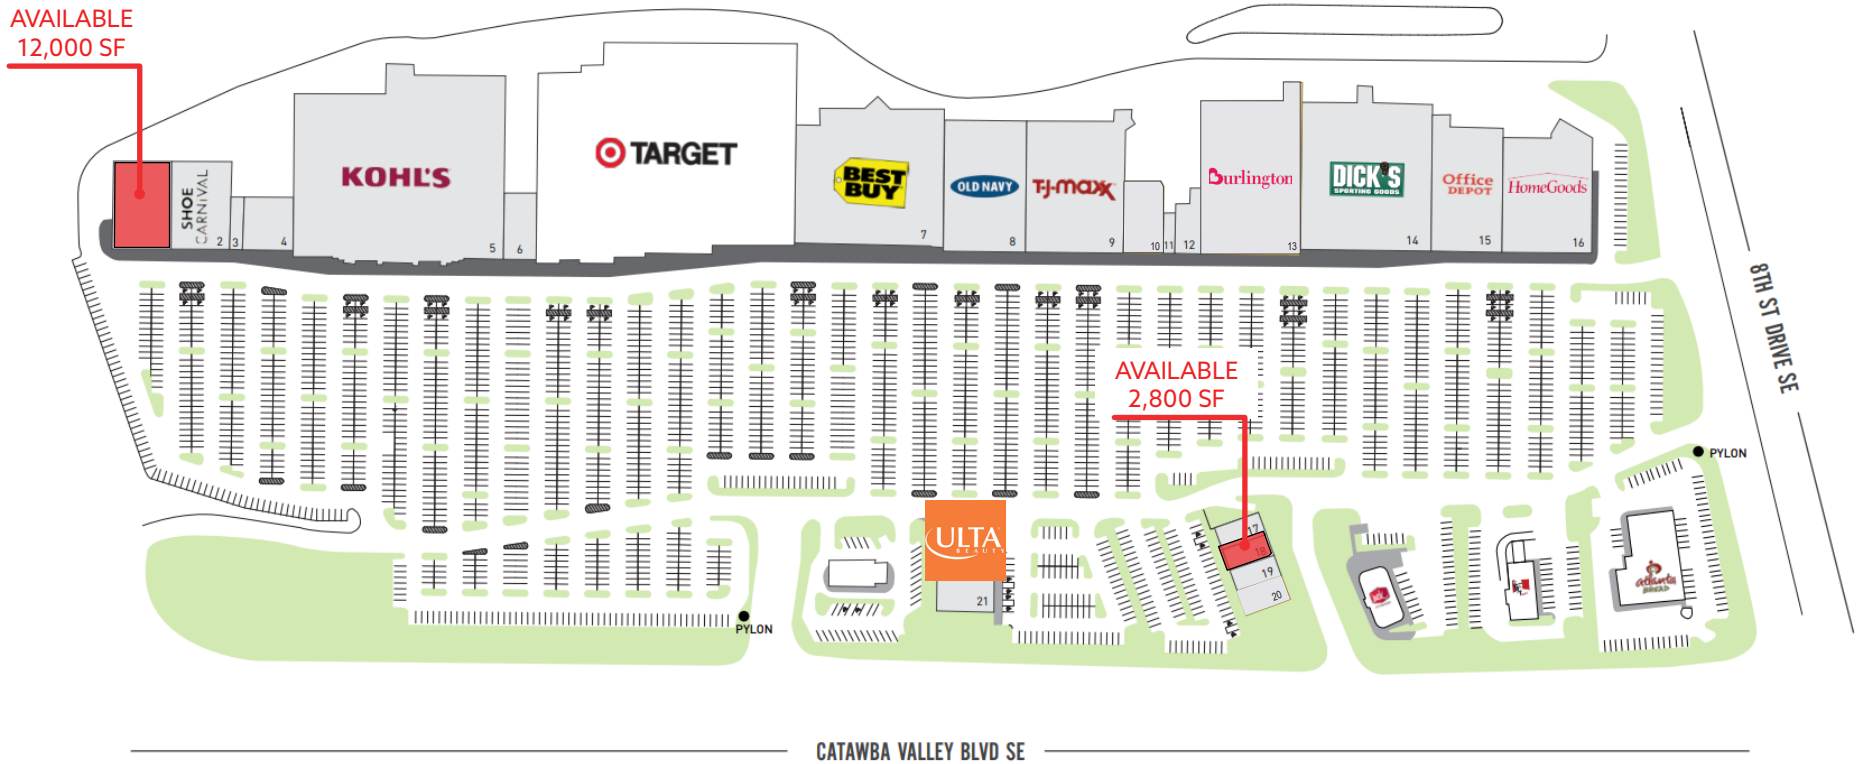 AVAILABLE
12,000 SF
SHOE
CARNIVAL
2
3
4
KOHL'S
5
6
TARGET
BEST
BUY
7
OLD NAVY
8
T·J·maxx
9
10
11
12
Burlington
13
DICK'S
SPORTING GOODS
14
Office
DEPOT
15
HomeGoods
16
8TH ST DRIVE SE
AVAILABLE
2,800 SF
PYLON
ULTA
BEAUTY
21
17
18
19
20
atlanta
BREAD
PYLON
CATAWBA VALLEY BLVD SE